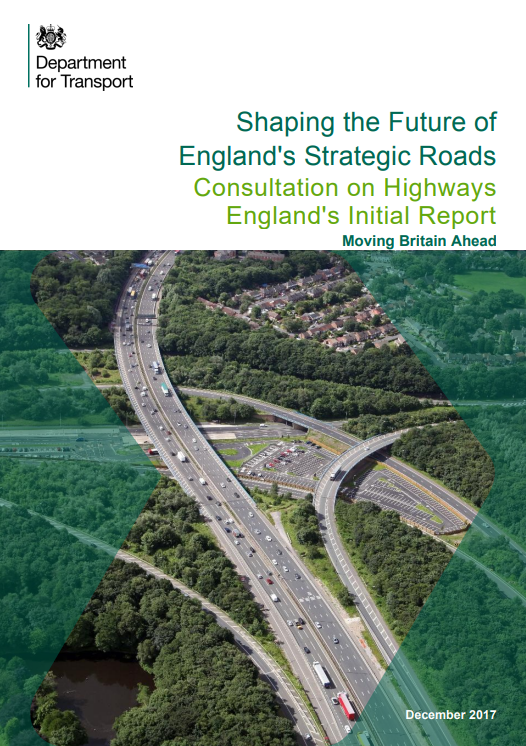 Department
for Transport
Shaping the Future of
England's Strategic Roads
Consultation on Highways
England's Initial Report
Moving Britain Ahead
December 2017